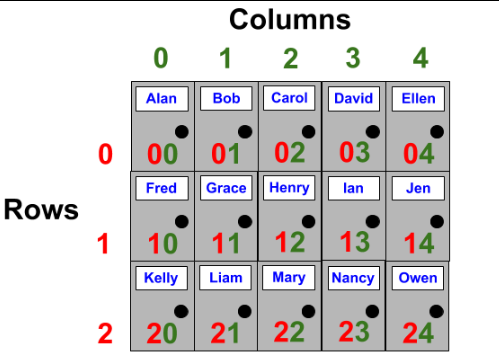 Columns
0 1 2 3 4
Alan Bob Carol David Ellen
0 00 01 02 03 04
Fred Grace Henry Ian Jen
Rows
1 10 11 12 13 14
Kelly Liam Mary Nancy Owen
2 20 21 22 23 24